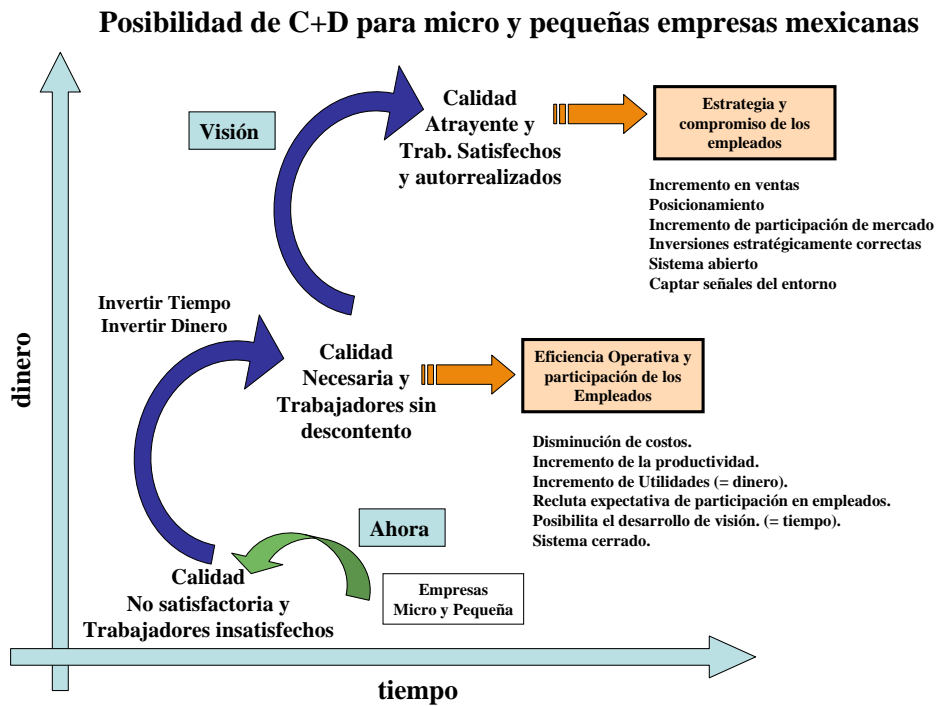 Posibilidad de C+D para micro y pequeñas empresas mexicanas
Calidad
Atrayente y
Trab. Satisfechos
y autorrealizados
Estrategia y
compromiso de los
empleados
Visión
Incremento en ventas
Posicionamiento
Incremento de participación de mercado
Inversiones estratégicamente correctas
Sistema abierto
Captar señales del entorno
Invertir Tiempo
Invertir Dinero
dinero
Calidad
Necesaria y
Trabajadores sin
descontento
Eficiencia Operativa y
participación de los
Empleados
Disminución de costos.
Incremento de la productividad.
Incremento de Utilidades (= dinero).
Recluta expectativa de participación en empleados.
Posibilita el desarrollo de visión. (= tiempo).
Sistema cerrado.
Ahora
Calidad
No satisfactoria y
Trabajadores insatisfechos
Empresas
Micro y Pequeña
tiempo